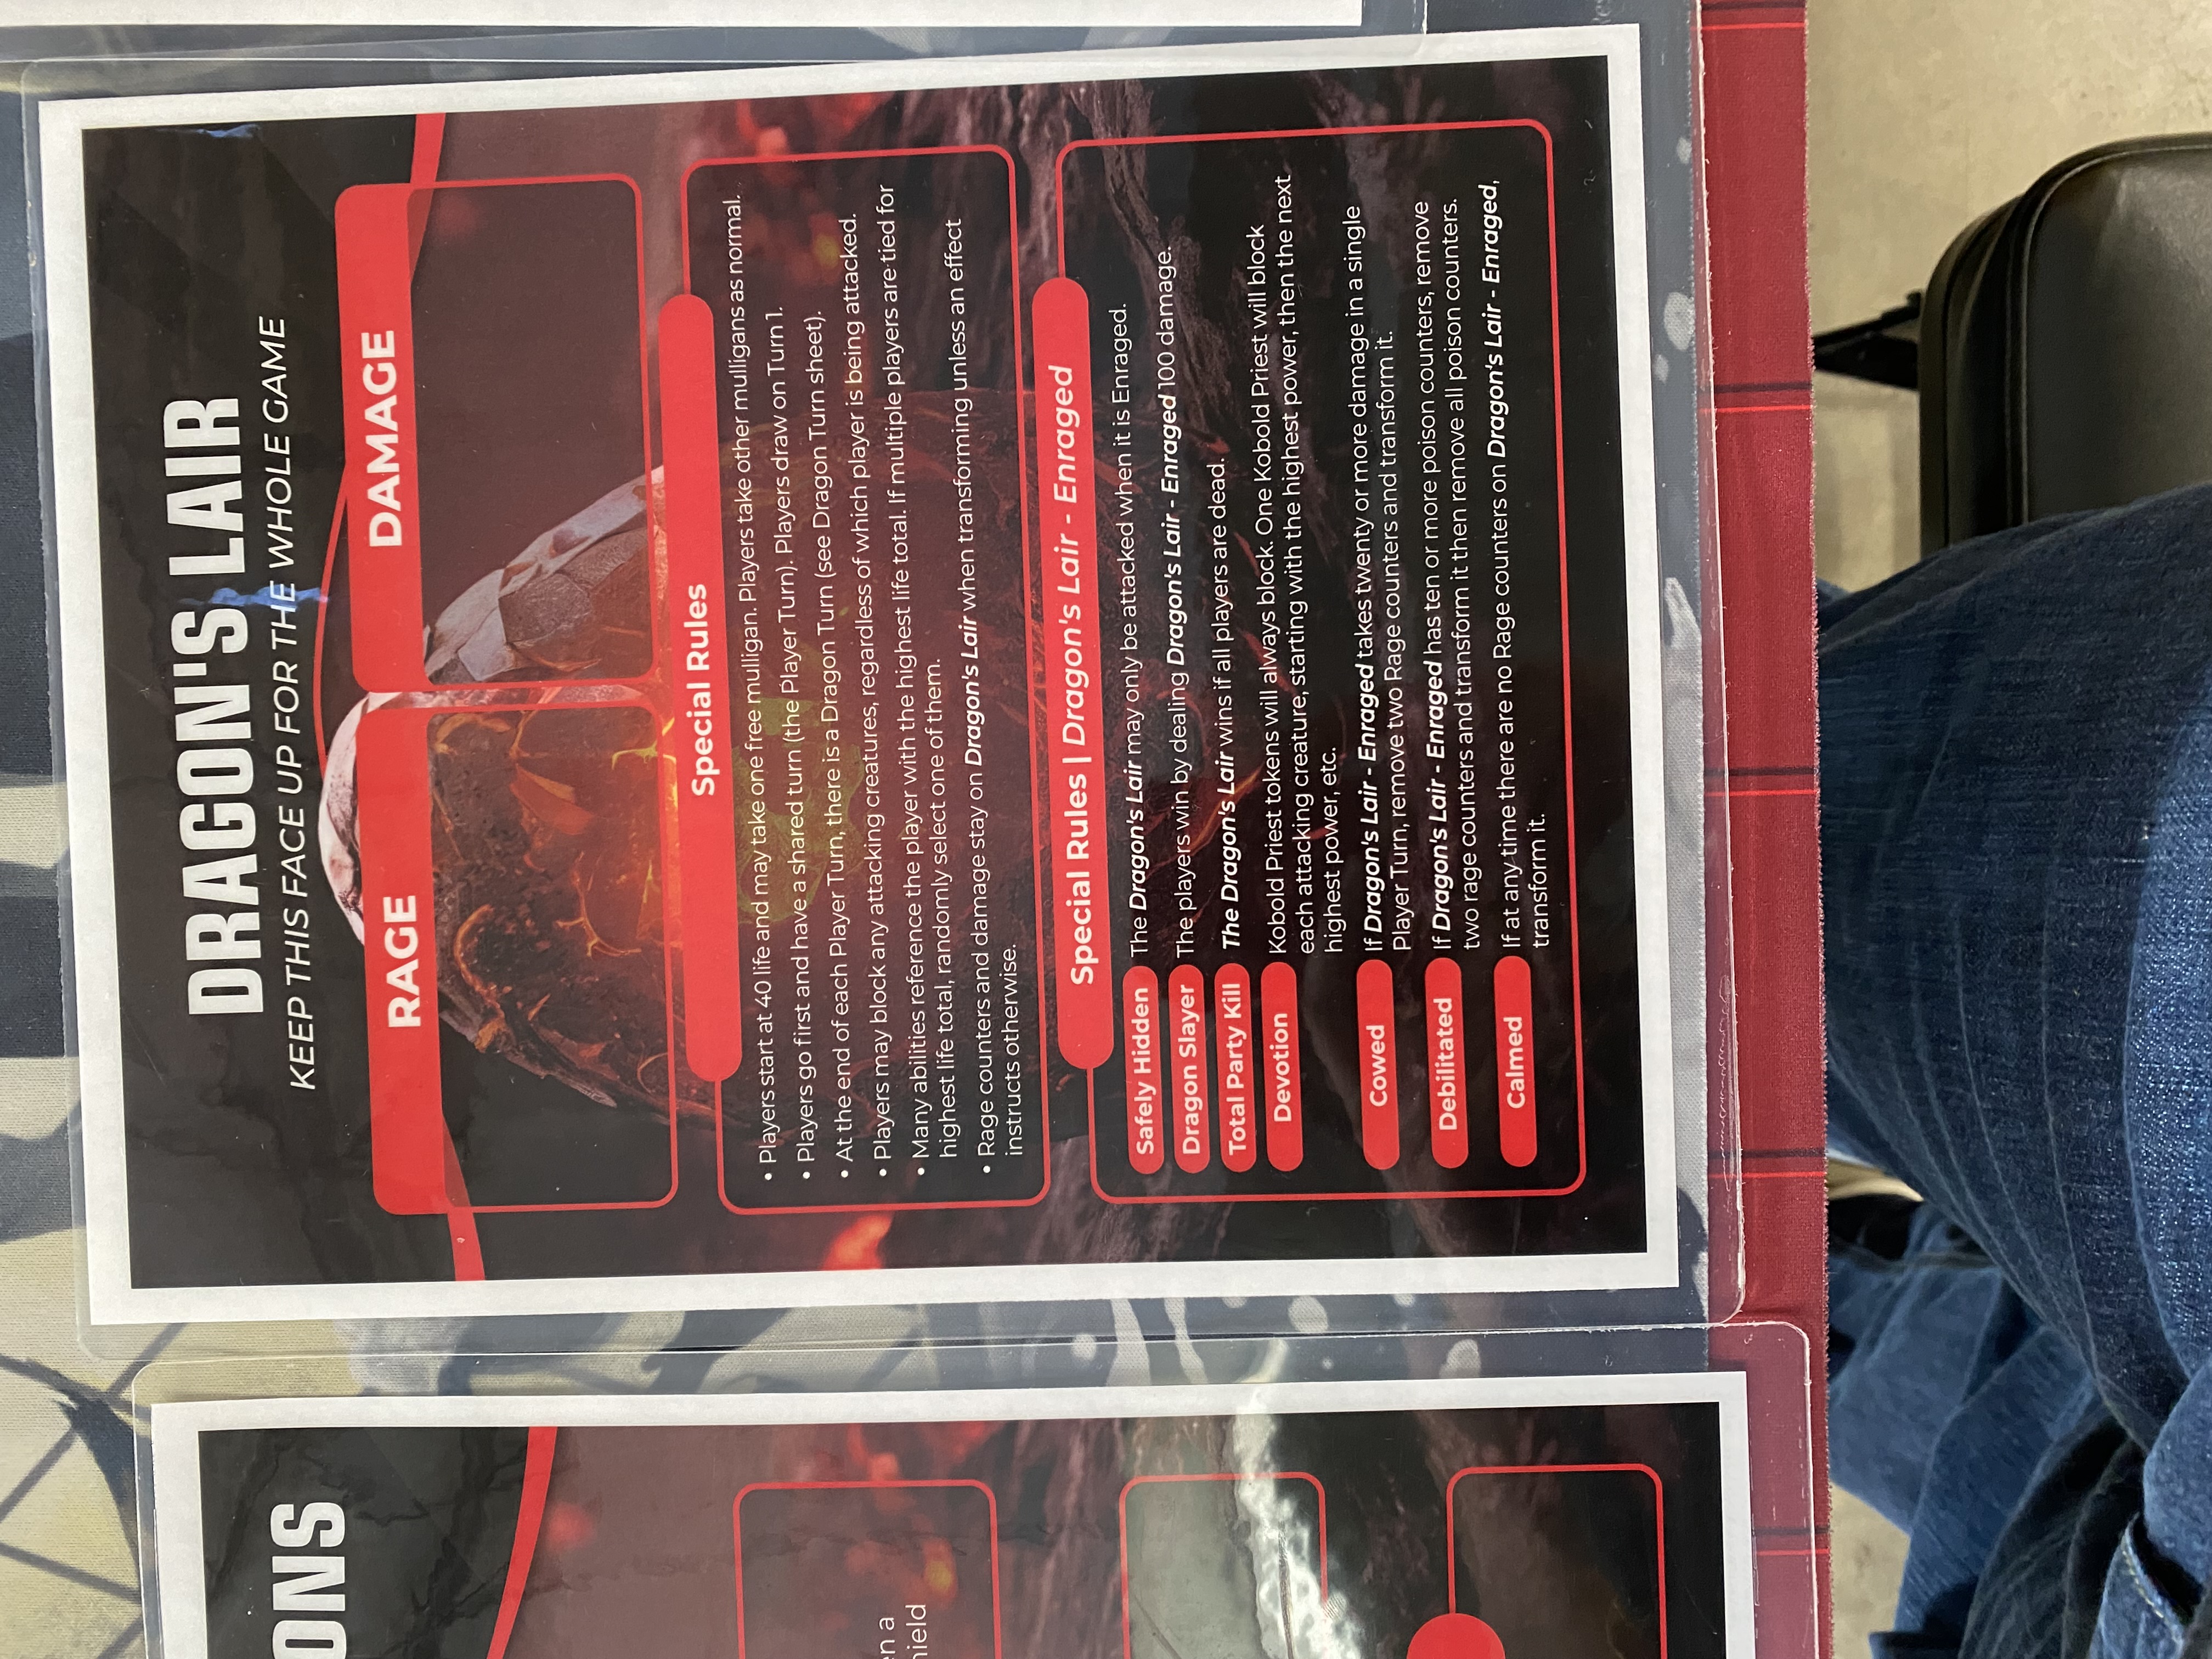 ONS
en a
hield
DRAGON'S LAIR
KEEP THIS FACE UP FOR THE WHOLE GAME
RAGE
DAMAGE
Special Rules
• Players start at 40 life and may take one free mulligan. Players take other mulligans as normal.
• Players go first and have a shared turn (the Player Turn). Players draw on Turn 1.
• At the end of each Player Turn, there is a Dragon Turn (see Dragon Turn sheet).
• Players may block any attacking creatures, regardless of which player is being attacked.
• Many abilities reference the player with the highest life total. If multiple players are tied for
highest life total, randomly select one of them.
• Rage counters and damage stay on Dragon's Lair when transforming unless an effect
instructs otherwise.
Special Rules | Dragon's Lair - Enraged
Safely Hidden The Dragon's Lair may only be attacked when it is Enraged.
Dragon Slayer The players win by dealing Dragon's Lair - Enraged 100 damage.
Total Party Kill The Dragon's Lair wins if all players are dead.
Devotion Kobold Priest tokens will always block. One Kobold Priest will block
each attacking creature, starting with the highest power, then the next
highest power, etc.
Cowed If Dragon's Lair - Enraged takes twenty or more damage in a single
Player Turn, remove two Rage counters and transform it.
Debilitated If Dragon's Lair - Enraged has ten or more poison counters, remove
two rage counters and transform it then remove all poison counters.
Calmed If at any time there are no Rage counters on Dragon's Lair - Enraged,
transform it.